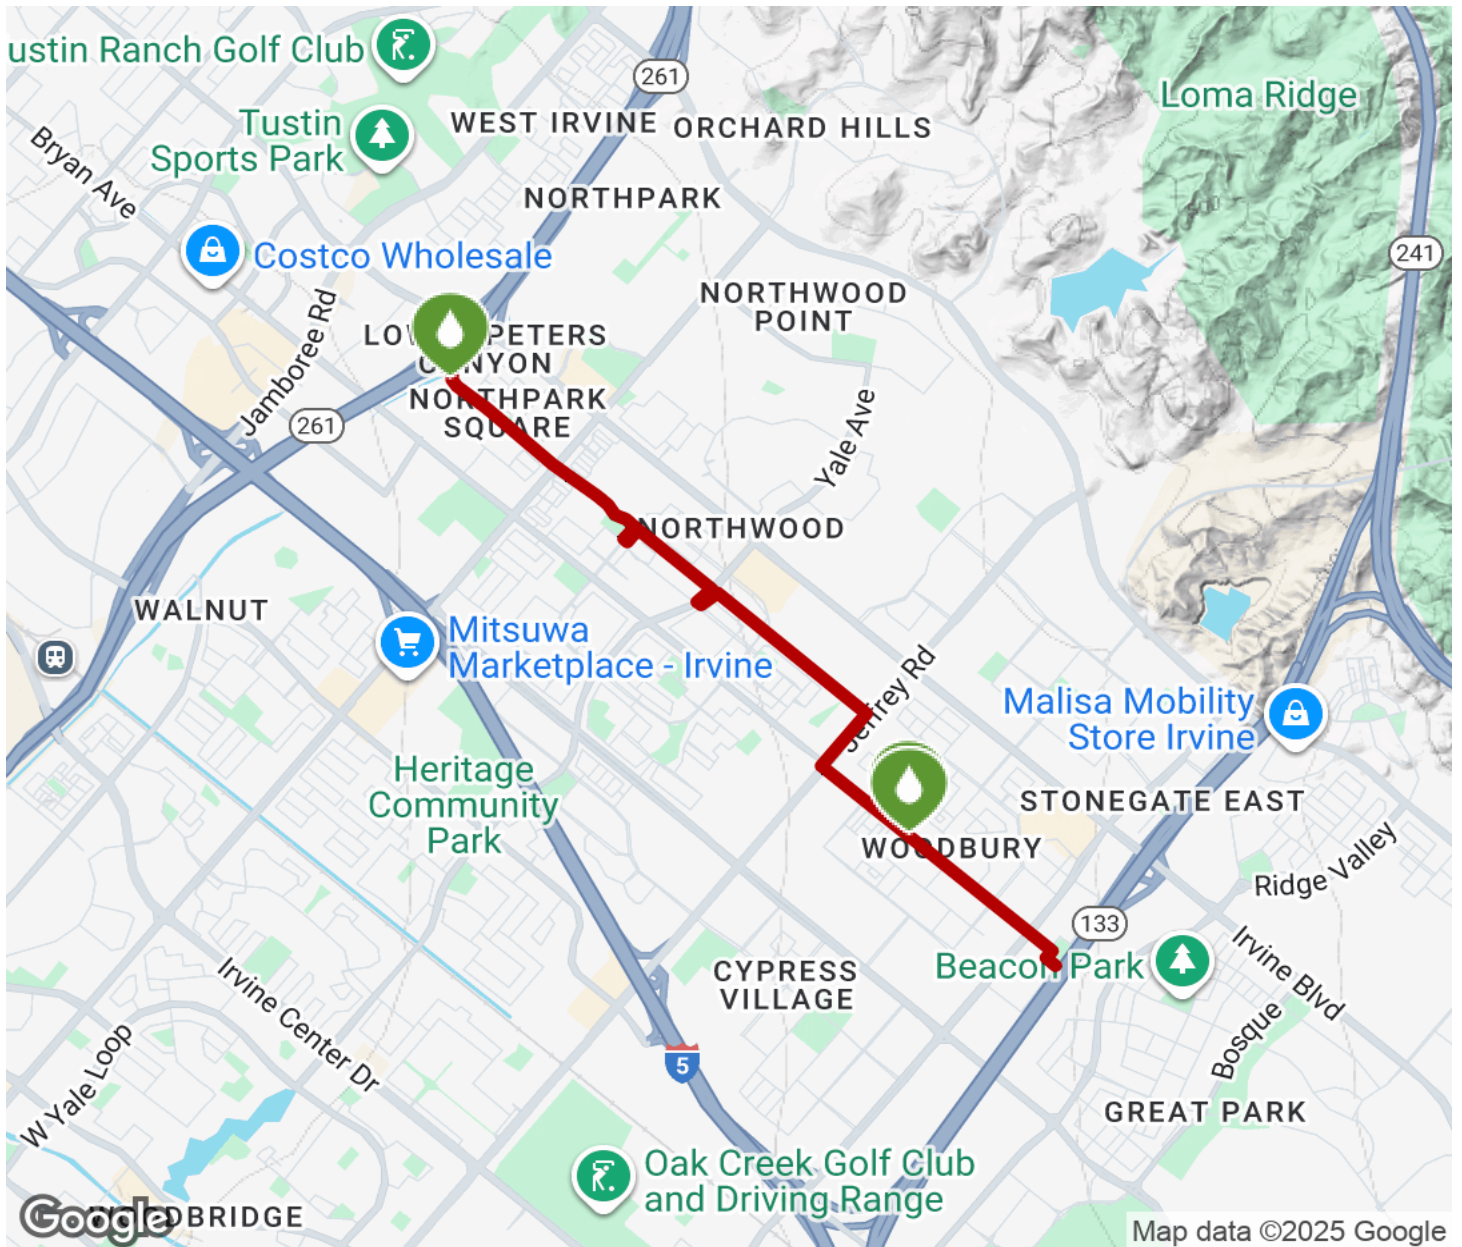 ustin Ranch Golf Club
261
Loma Ridge
Tustin
Sports Park
WEST IRVINE
ORCHARD HILLS
Bryan Ave
NORTHPARK
Costco Wholesale
241
NORTHWOOD
POINT
Jamboree Rd
PETERS
NORTHPARK
SQUARE
261
Yale Ave
NORTHWOOD
WALNUT
Mitsuwa
Marketplace - Irvine
Jeffrey Rd
Malisa Mobility
Store Irvine
Heritage
Community
Park
STONEGATE EAST
WOODBURY
Ridge Valley
133
Beacon Park
Irvine Blvd
CYPRESS
VILLAGE
Irvine Center Dr
Bosque
W Yale Loop
5
GREAT PARK
Oak Creek Golf Club
and Driving Range
Google
WOODBRIDGE
Map data ©2025 Google